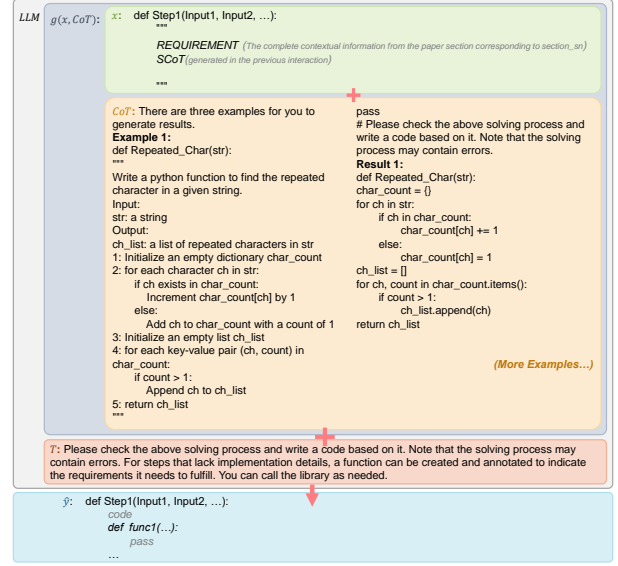 LLM
g(x, CoT):
x: def Step1(Input1, Input2, …):
"""
REQUIREMENT (The complete contextual information from the paper section corresponding to section_sn)
SCoT(generated in the previous interaction)
"""
+
CoT: There are three examples for you to
generate results.
Example 1:
def Repeated_Char(str):
"""
Write a python function to find the repeated
character in a given string.
Input:
str: a string
Output:
ch_list: a list of repeated characters in str
1: Initialize an empty dictionary char_count
2: for each character ch in str:
if ch exists in char_count:
Increment char_count[ch] by 1
else:
Add ch to char_count with a count of 1
3: Initialize an empty list ch_list
4: for each key-value pair (ch, count) in
char_count:
if count > 1:
Append ch to ch_list
5: return ch_list
"""
pass
# Please check the above solving process and
write a code based on it. Note that the solving
process may contain errors.
Result 1:
def Repeated_Char(str):
char_count = {}
for ch in str:
if ch in char_count:
char_count[ch] += 1
else:
char_count[ch] = 1
ch_list = []
for ch, count in char_count.items():
if count > 1:
ch_list.append(ch)
return ch_list
(More Examples…)
+
T: Please check the above solving process and write a code based on it. Note that the solving process may
contain errors. For steps that lack implementation details, a function can be created and annotated to indicate
the requirements it needs to fulfill. You can call the library as needed.
ŷ: def Step1(Input1, Input2, …):
code
def func1(…):
pass
…